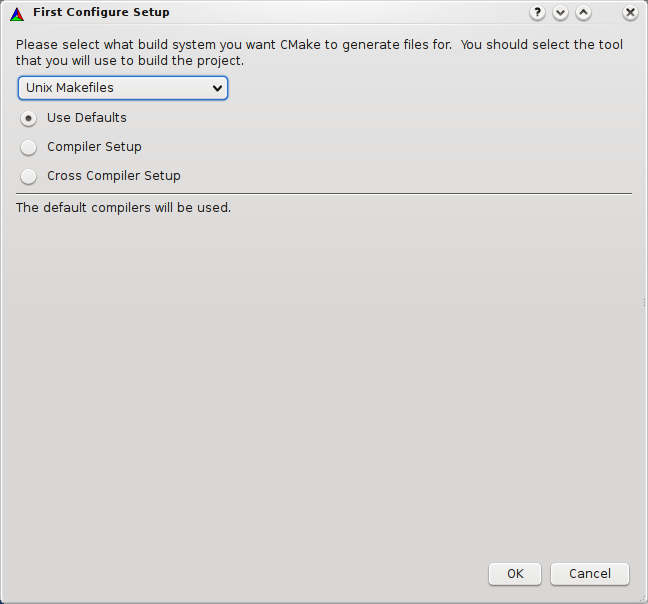 First Configure Setup
Please select what build system you want CMake to generate files for.  You should select the tool
that you will use to build the project.
Unix Makefiles
Use Defaults
Compiler Setup
Cross Compiler Setup
The default compilers will be used.
OK
Cancel